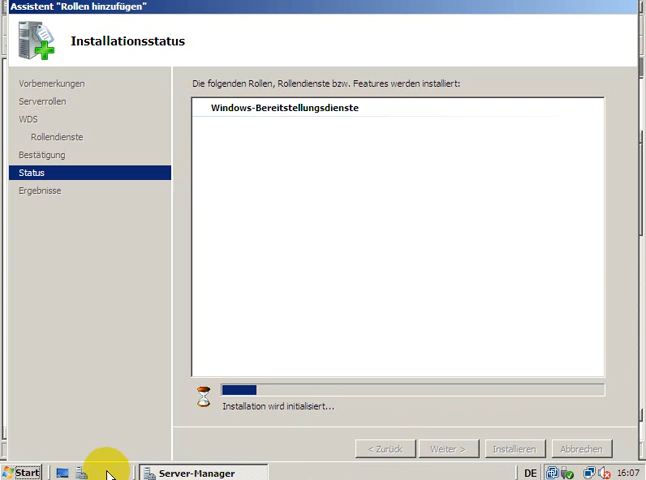 Assistent "Rollen hinzufügen"
Installationsstatus
Vorbemerkungen
Serverrollen
WDS
Rollendienste
Bestätigung
Status
Ergebnisse
Die folgenden Rollen, Rollendienste bzw. Features werden installiert:
Windows-Bereitstellungsdienste
Installation wird initialisiert...
< Zurück
Weiter >
Installieren
Abbrechen
Start
Server-Manager
DE
16:07